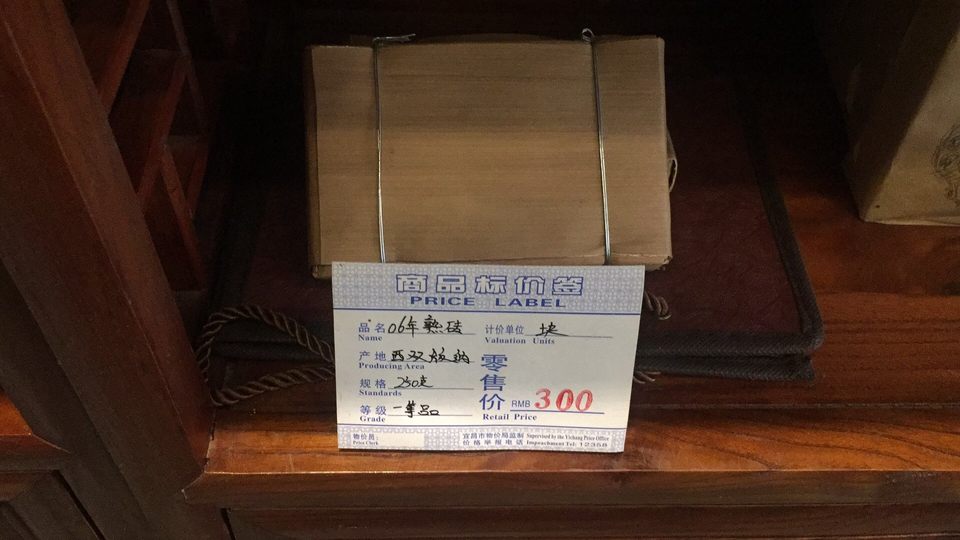 商品标价签
PRICE LABEL
品名 06年熟砖 计价单位 块
Name Valuation Units
产地 西双版纳
Producing Area
规格 250克
Standards
等级 一等品
Grade
零售价 RMB 300
Retail Price
物价员:
Price Clerk
宜昌市物价局监制 Supervised by the Yichang Price Office
价格举报电话 Impeachment Tel: 12358